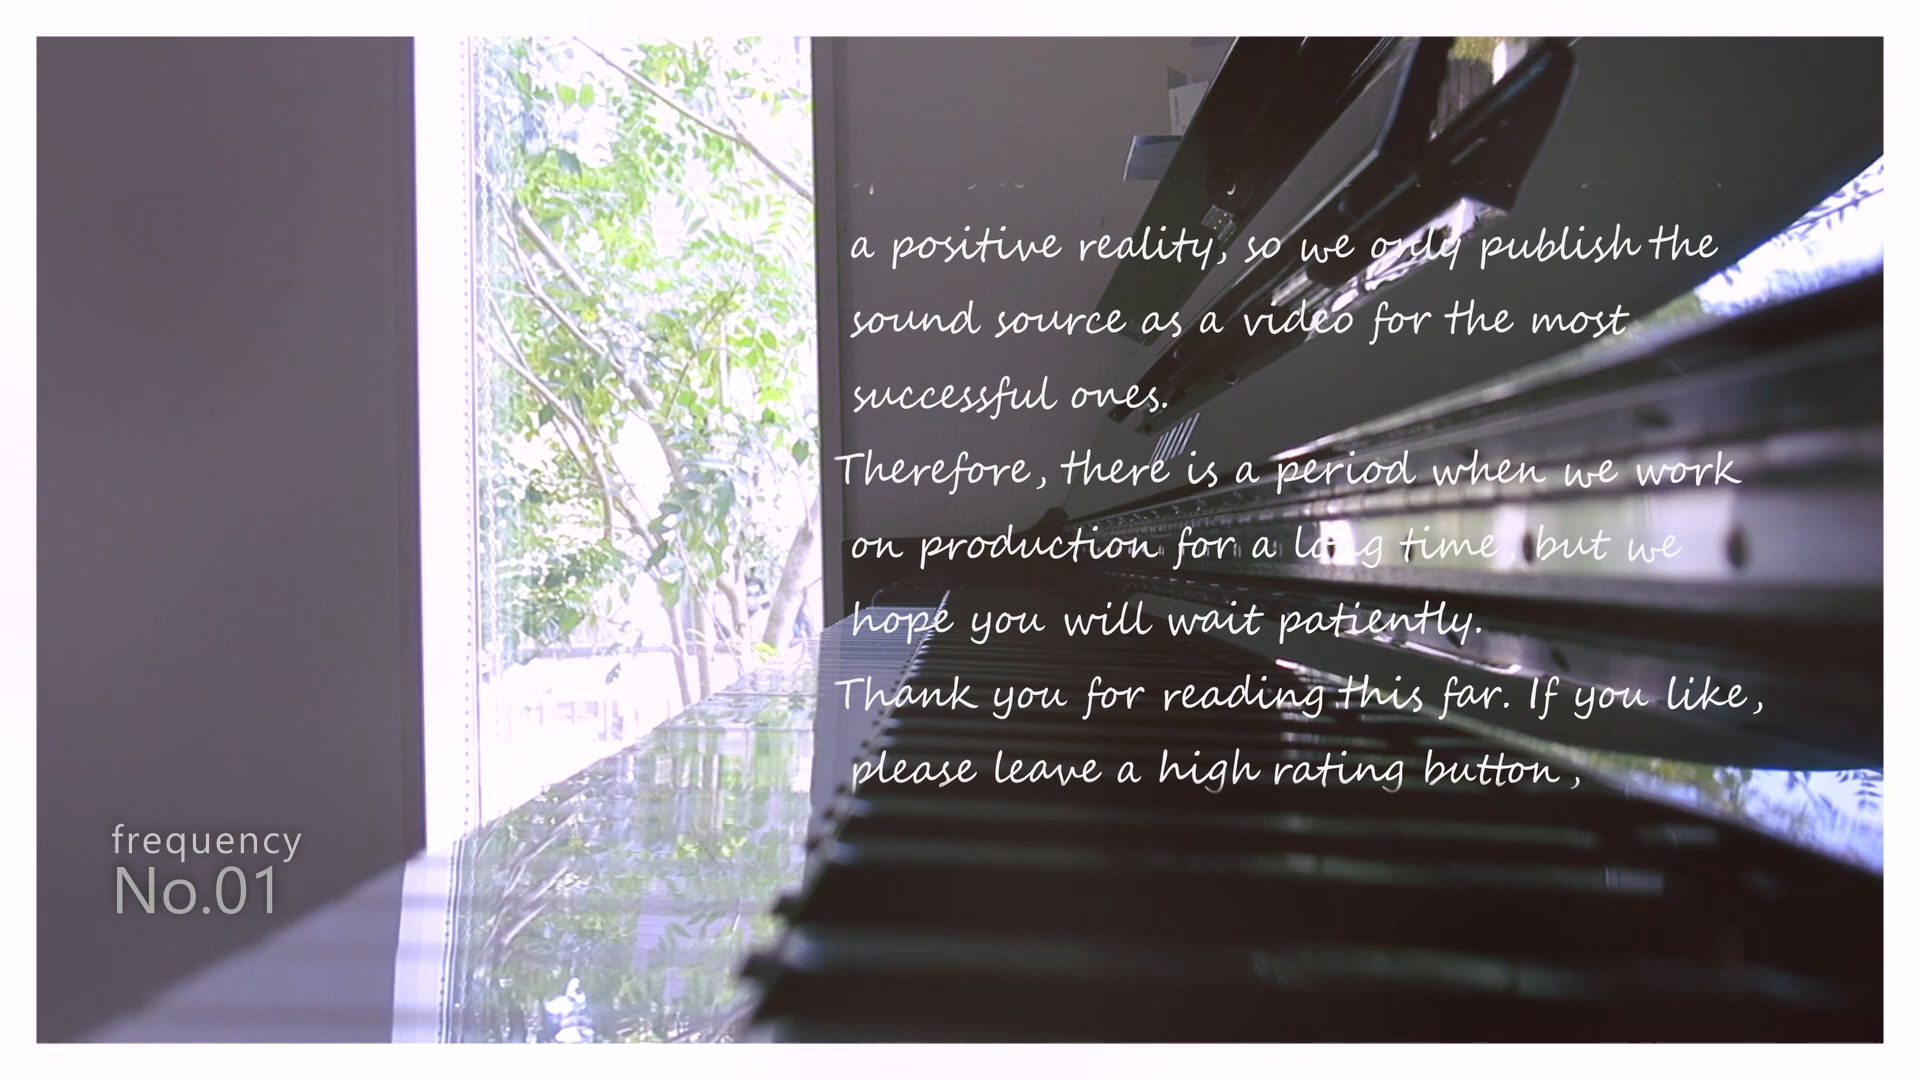 a positive reality, so we only publish the
sound source as a video for the most
successful ones.
Therefore, there is a period when we work
on production for a long time, but we
hope you will wait patiently.
Thank you for reading this far. If you like,
please leave a high rating button,
frequency
No.01